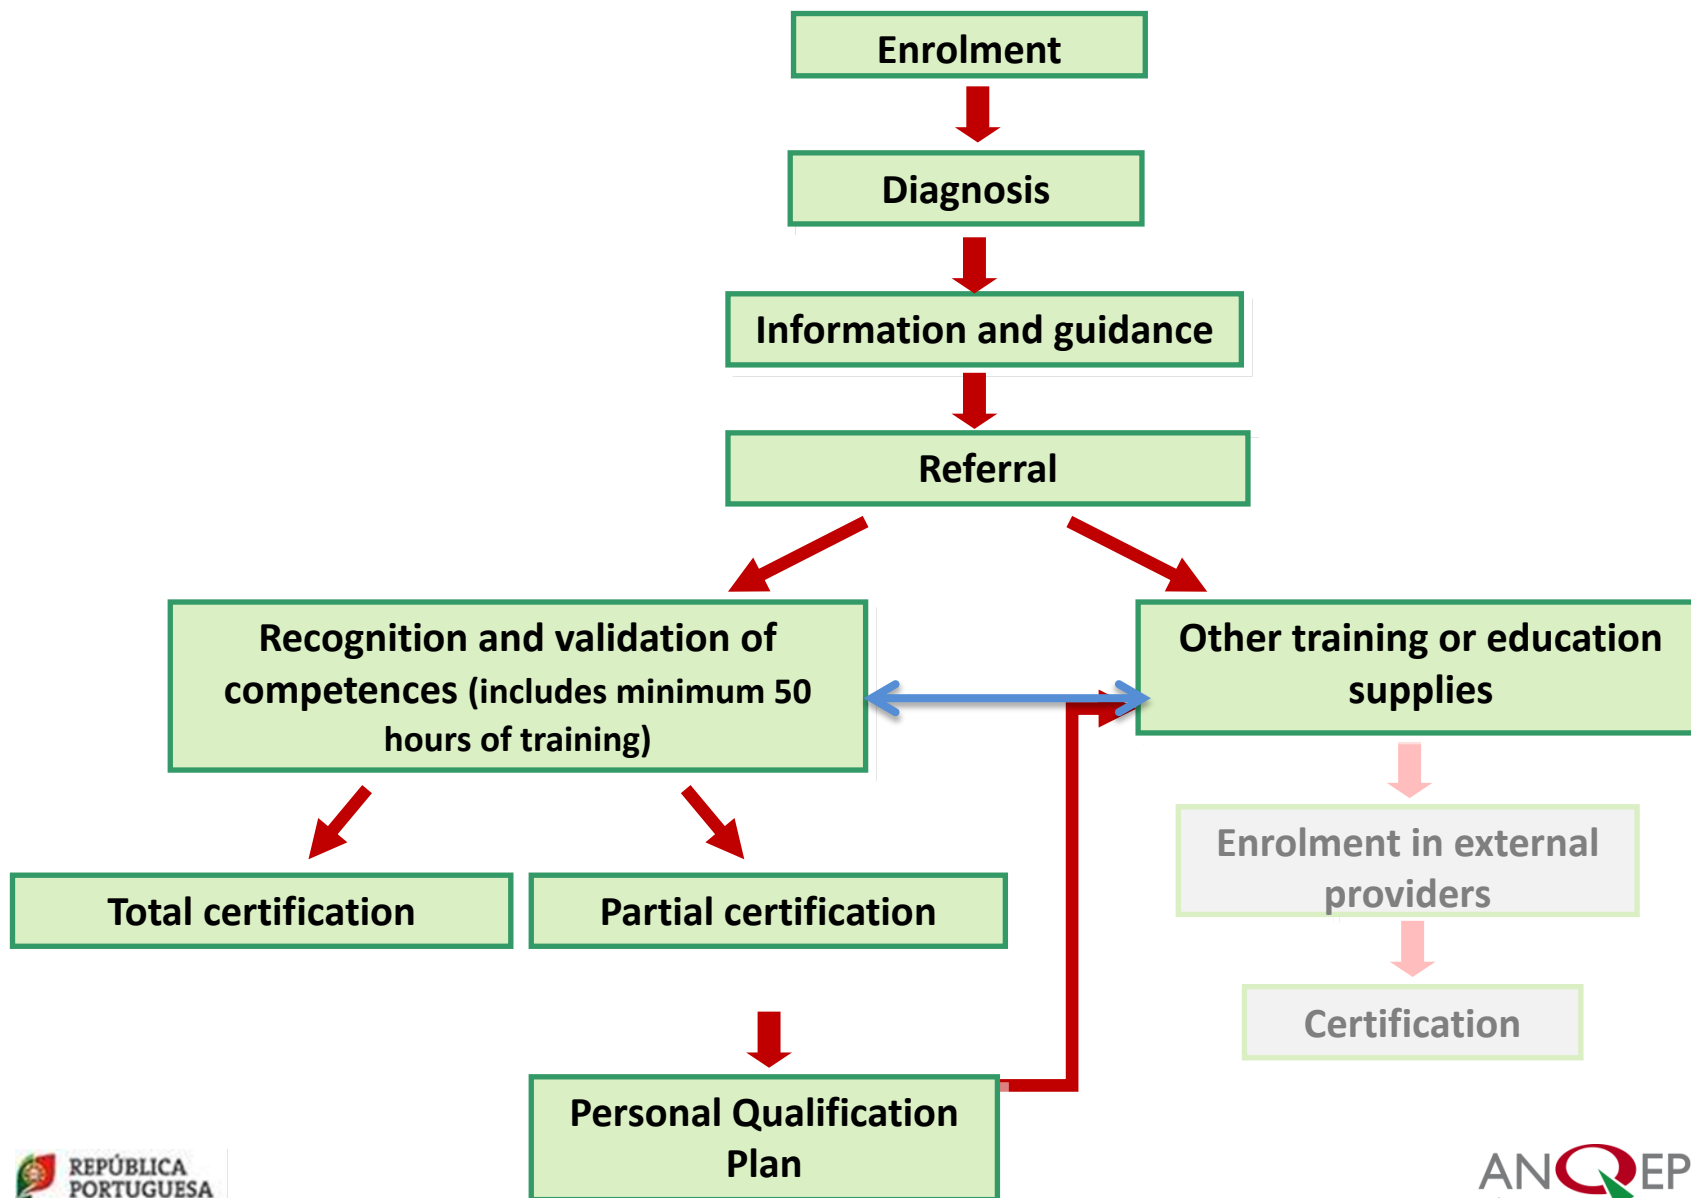 Enrolment
Diagnosis
Information and guidance
Referral
Recognition and validation of
competences (includes minimum 50
hours of training)
Other training or education
supplies
Enrolment in external
providers
Total certification
Partial certification
Certification
Personal Qualification
Plan
REPÚBLICA
PORTUGUESA
ANQEP